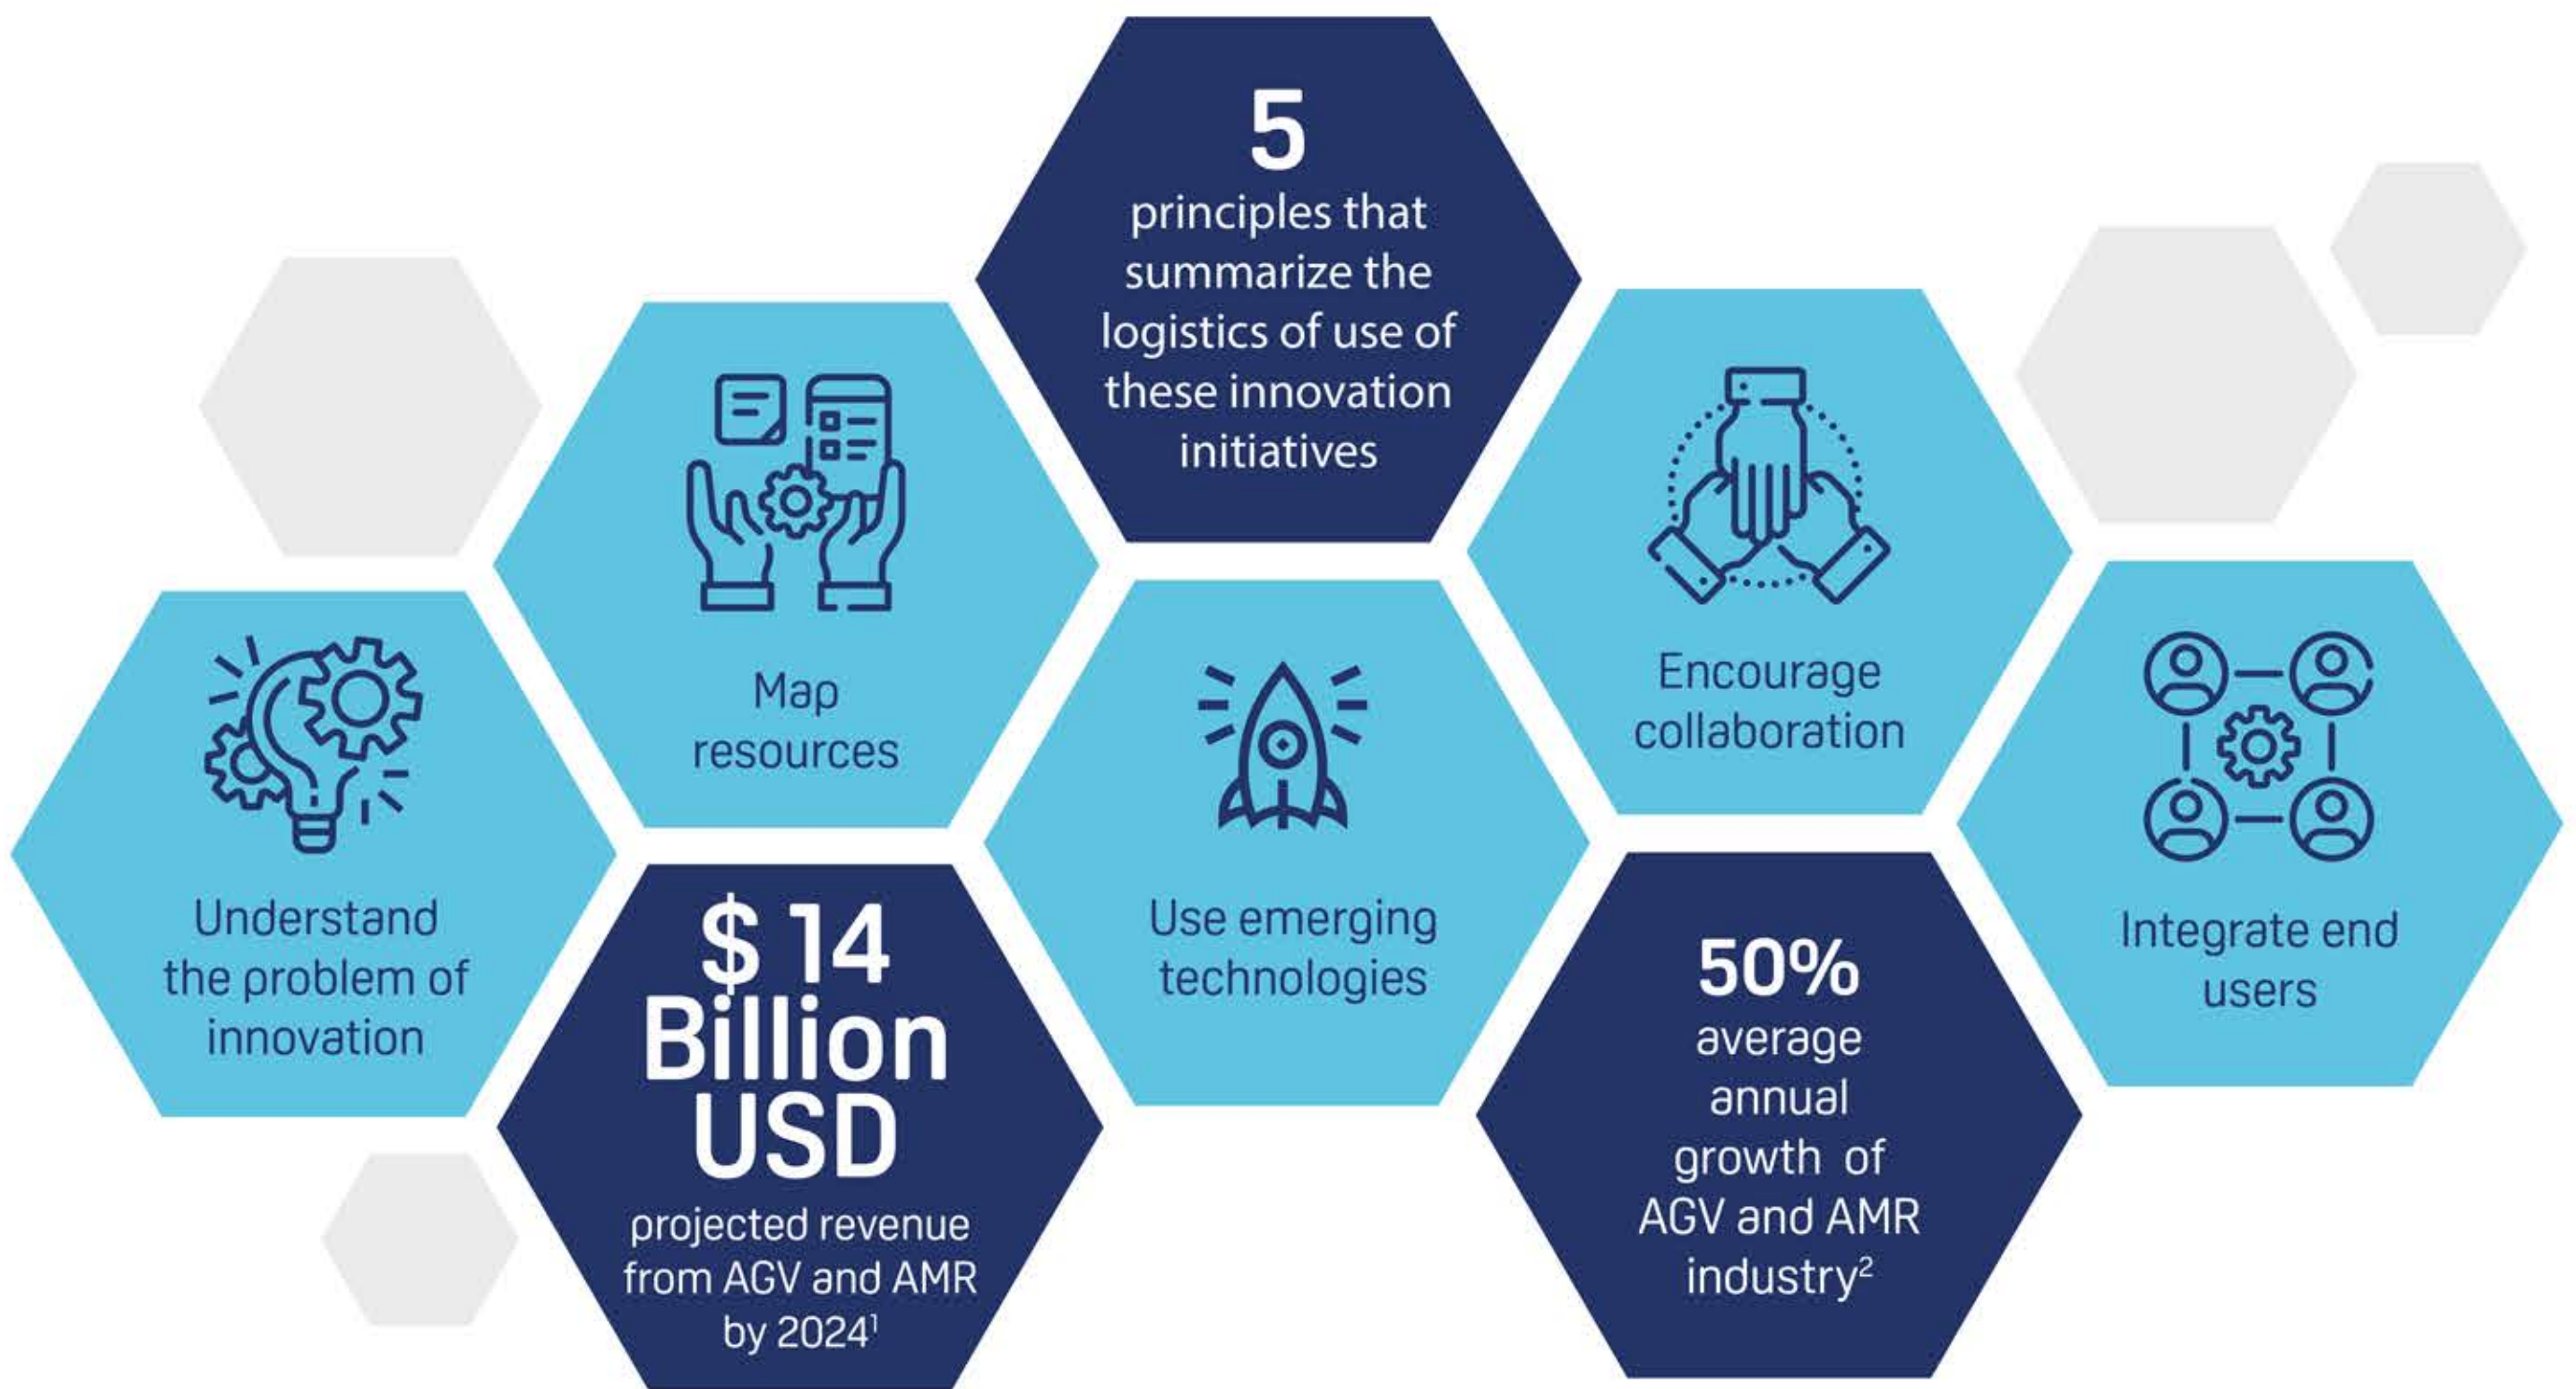 5
principles that
summarize the
logistics of use of
these innovation
initiatives
Understand
the problem of
innovation
Map
resources
Use emerging
technologies
Encourage
collaboration
Integrate end
users
$ 14
Billion
USD
projected revenue
from AGV and AMR
by 2024¹
50%
average
annual
growth of
AGV and AMR
industry²